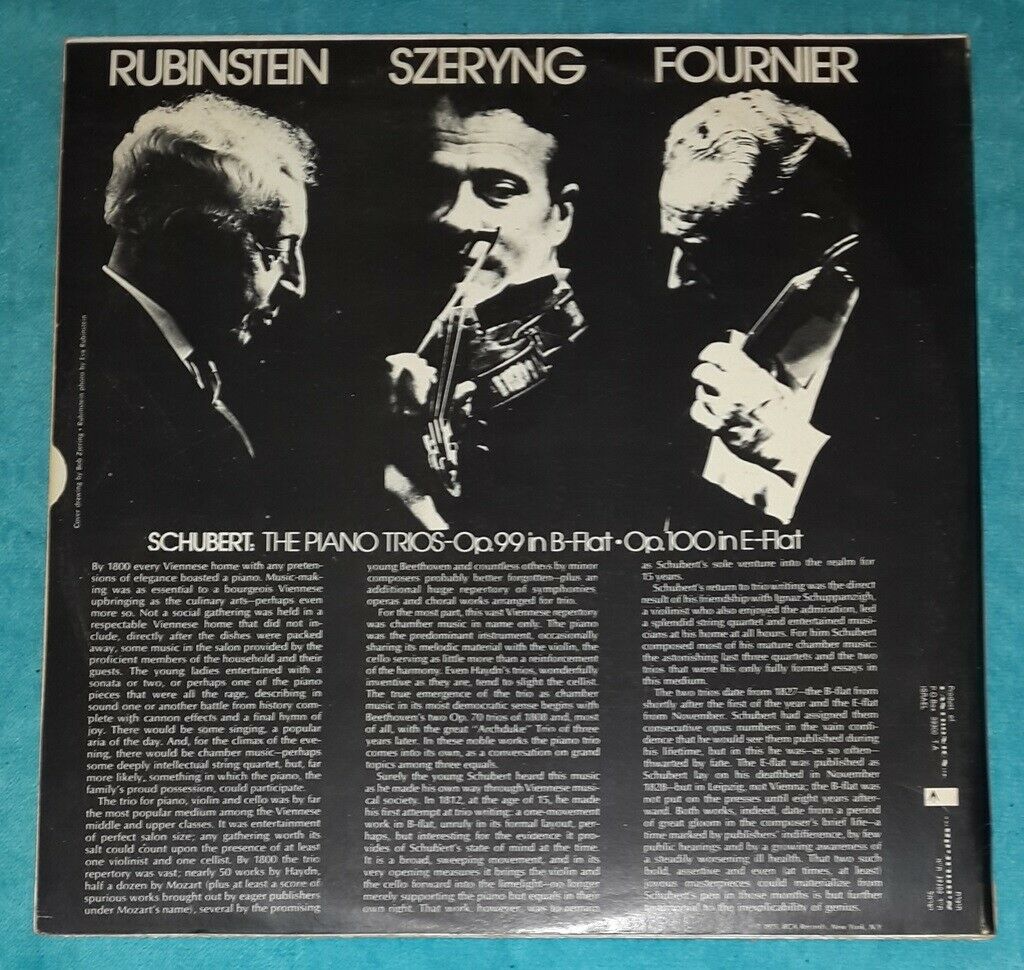 RUBINSTEIN SZERYNG FOURNIER
Cover drawing by Bob Ziering • Rubinstein photo by Eva Rubinstein
SCHUBERT: THE PIANO TRIOS-Op.99 in B-Flat • Op.100 in E-Flat
By 1800 every Viennese home with any preten-
sions of elegance boasted a piano. Music-mak-
ing was as essential to a bourgeois Viennese
upbringing as the culinary arts—perhaps even
more so. Not a social gathering was held in a
respectable Viennese home that did not in-
clude, directly after the dishes were packed
away, some music in the salon provided by the
proficient members of the household and their
guests. The young ladies entertained with a
sonata or two, or perhaps one of the piano
pieces that were all the rage, describing in
sound one or another battle from history com-
plete with cannon effects and a final hymn of
joy. There would be some singing, a popular
aria of the day. And, for the climax of the eve-
ning, there would be chamber music—perhaps
some deeply intellectual string quartet, but, far
more likely, something in which the piano, the
family's proud possession, could participate.
The trio for piano, violin and cello was by far
the most popular medium among the Viennese
middle and upper classes. It was entertainment
of perfect salon size; any gathering worth its
salt could count upon the presence of at least
one violinist and one cellist. By 1800 the trio
repertory was vast; nearly 50 works by Haydn,
half a dozen by Mozart (plus at least a score of
spurious works brought out by eager publishers
under Mozart's name), several by the promising
young Beethoven and countless others by minor
composers probably better forgotten—plus an
additional huge repertory of symphonies,
operas and choral works arranged for trio.
For the most part, this vast Viennese repertory
was chamber music in name only. The piano
was the predominant instrument, occasionally
sharing its melodic material with the violin, the
cello serving as little more than a reinforcement
of the harmony. Even Haydn's trios, wonderfully
inventive as they are, tend to slight the cellist.
The true emergence of the trio as chamber
music in its most democratic sense begins with
Beethoven's two Op. 70 trios of 1808 and, most
of all, with the great "Archduke" Trio of three
years later. In these noble works the piano trio
comes into its own, as a conversation on grand
topics among three equals.
Surely the young Schubert heard this music
as he made his own way through Viennese musi-
cal society. In 1812, at the age of 15, he made
his first attempt at trio writing: a one-movement
work in B-flat, unruly in its formal layout, per-
haps, but interesting for the evidence it pro-
vides of Schubert's state of mind at the time.
It is a broad, sweeping movement, and in its
very opening measures it brings the violin and
the cello forward into the limelight—no longer
merely supporting the piano but equals in their
own right. That work, however, was to remain
as Schubert's sole venture into the realm for
15 years.
Schubert's return to trio writing was the direct
result of his friendship with Ignaz Schuppanzigh,
a violinist who also enjoyed the admiration, led
a splendid string quartet and entertained musi-
cians at his home at all hours. For him Schubert
composed most of his mature chamber music—
the astonishing last three quartets and the two
trios that were his only fully formed essays in
this medium.
The two trios date from 1827—the B-flat from
shortly after the first of the year and the E-flat
from November. Schubert had assigned them
consecutive opus numbers in the vain confi-
dence that he would see them published during
his lifetime, but in this he was—as so often—
thwarted by fate. The E-flat was published as
Schubert lay on his deathbed in November
1828—but in Leipzig, not Vienna; the B-flat was
not put on the presses until eight years after-
ward. Both works, indeed, date from a period
of great gloom in the composer's brief life—a
time marked by publishers' indifference, by few
public hearings and by a growing awareness of
a steadily worsening ill health. That two such
bold, assertive and even (at times, at least)
joyous masterpieces could materialize from
Schubert's pen in those months is but further
testimonial to the inexplicability of genius.
RCA Records, New York, N.Y.
ISRAEL